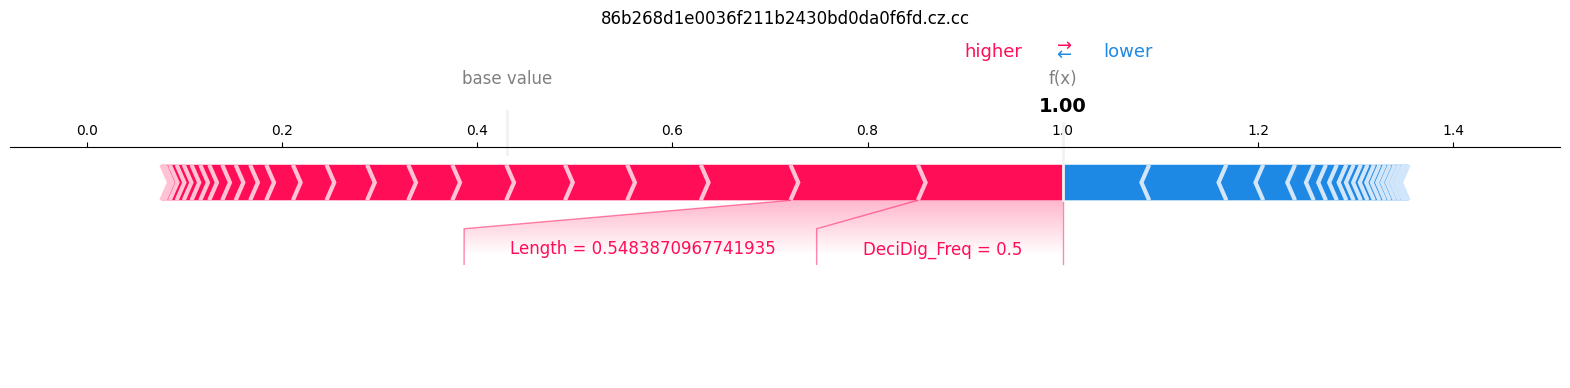 86b268d1e0036f211b2430bd0da0f6fd.cz.cc
higher ⇄ lower
base value f(x)
1.00
0.0 0.2 0.4 0.6 0.8 1.0 1.2 1.4
Length = 0.5483870967741935 DeciDig_Freq = 0.5